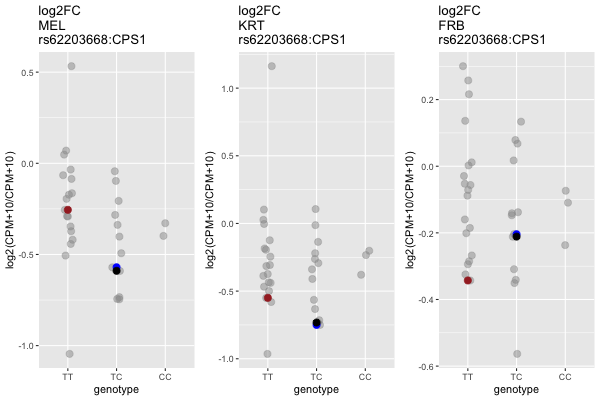 log2FC
MEL
rs62203668:CPS1
log2(CPM+10/CPM+10)
0.5
0.0
-0.5
-1.0
TT
TC
CC
genotype
log2FC
KRT
rs62203668:CPS1
log2(CPM+10/CPM+10)
1.0
0.5
0.0
-0.5
-1.0
TT
TC
CC
genotype
log2FC
FRB
rs62203668:CPS1
log2(CPM+10/CPM+10)
0.2
0.0
-0.2
-0.4
-0.6
TT
TC
CC
genotype